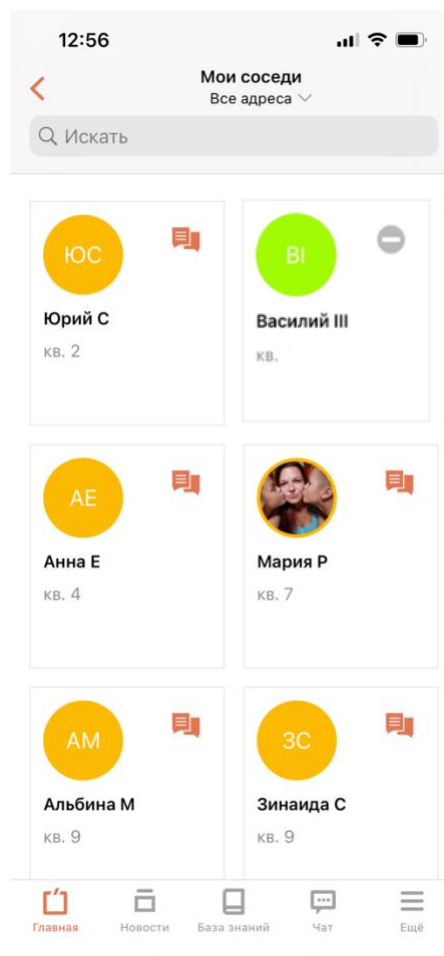 12:56
Мои соседи
Все адреса
Искать
ЮС
Юрий С
кв. 2
BI
Василий III
кв.
АЕ
Анна Е
кв. 4
Мария Р
кв. 7
АМ
Альбина М
кв. 9
ЗС
Зинаида С
кв. 9
Главная
Новости
База знаний
Чат
Ещё